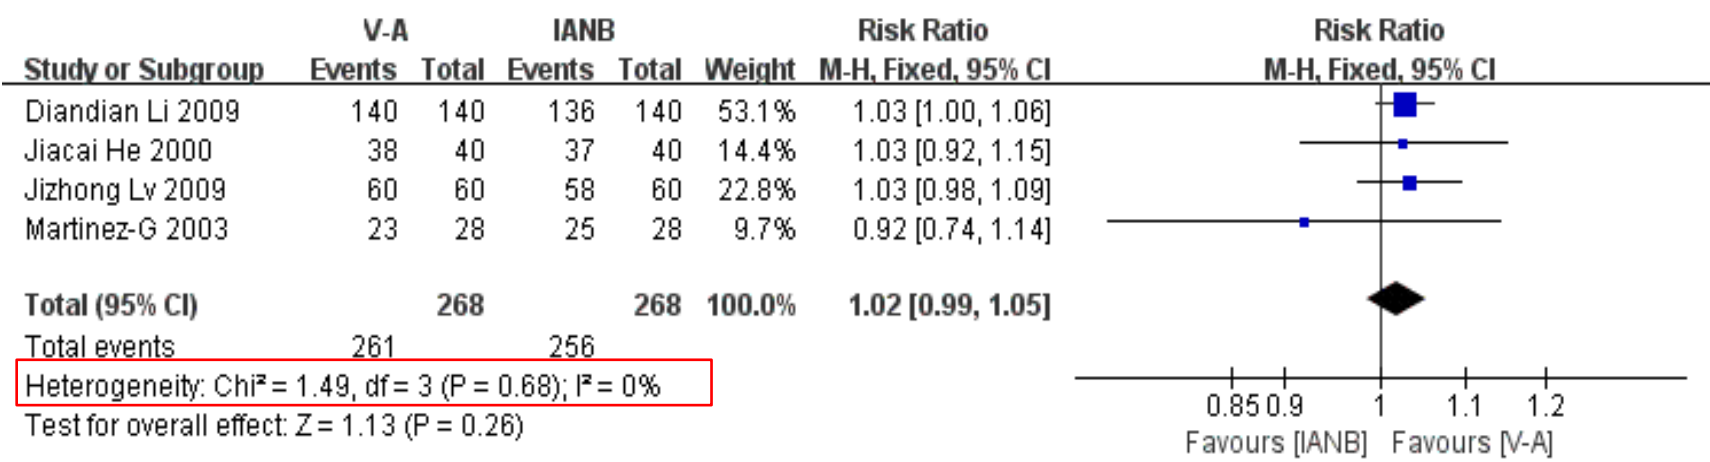 V-A IANB Risk Ratio Risk Ratio
Study or Subgroup Events Total Events Total Weight M-H, Fixed, 95% CI M-H, Fixed, 95% CI
Diandian Li 2009 140 140 136 140 53.1% 1.03 [1.00, 1.06]
Jiacai He 2000 38 40 37 40 14.4% 1.03 [0.92, 1.15]
Jizhong Lv 2009 60 60 58 60 22.8% 1.03 [0.98, 1.09]
Martinez-G 2003 23 28 25 28 9.7% 0.92 [0.74, 1.14]
Total (95% CI) 268 268 100.0% 1.02 [0.99, 1.05]
Total events 261 256
Heterogeneity: Chi² = 1.49, df = 3 (P = 0.68); I² = 0%
Test for overall effect: Z = 1.13 (P = 0.26)
0.85 0.9 1 1.1 1.2
Favours [IANB] Favours [V-A]